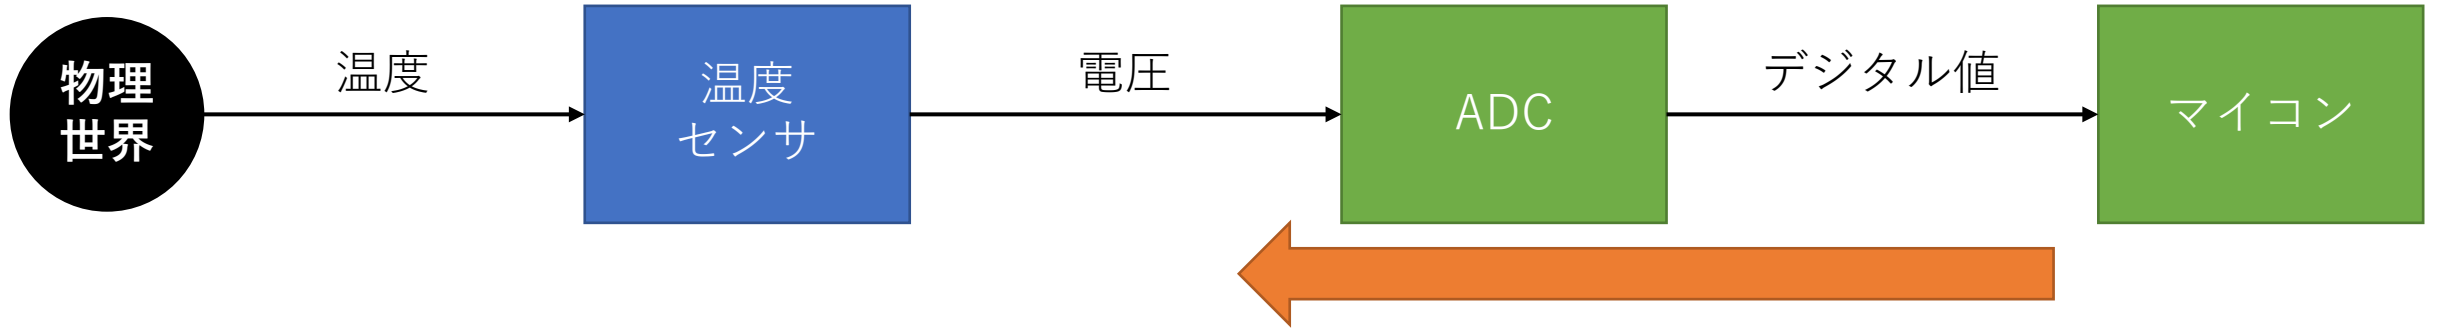 物理
世界
温度
温度
センサ
電圧
ADC
デジタル値
マイコン